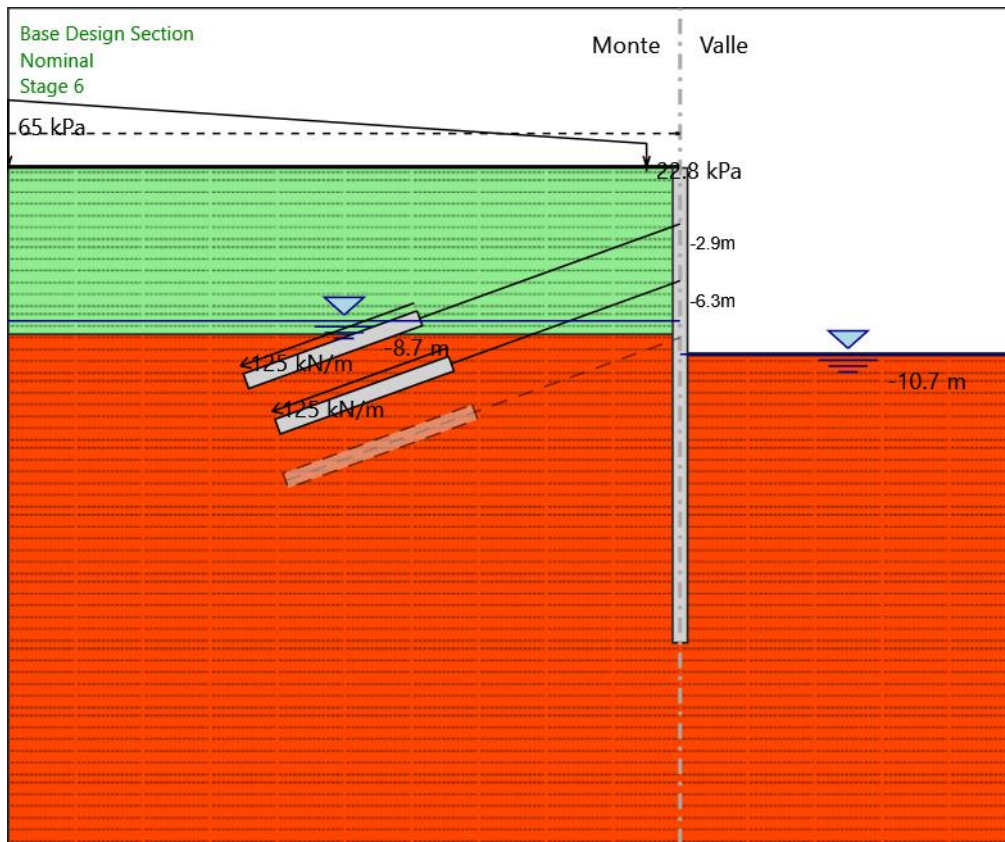 Base Design Section
Nominal
Stage 6
Monte
Valle
65 kPa
22.8 kPa
-2.9m
-6.3m
-8.7 m
125 kN/m
-10.7 m
125 kN/m